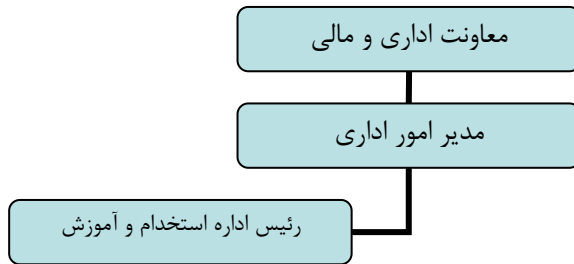 معاونت اداری و مالی
مدیر امور اداری
رئیس اداره استخدام و آموزش